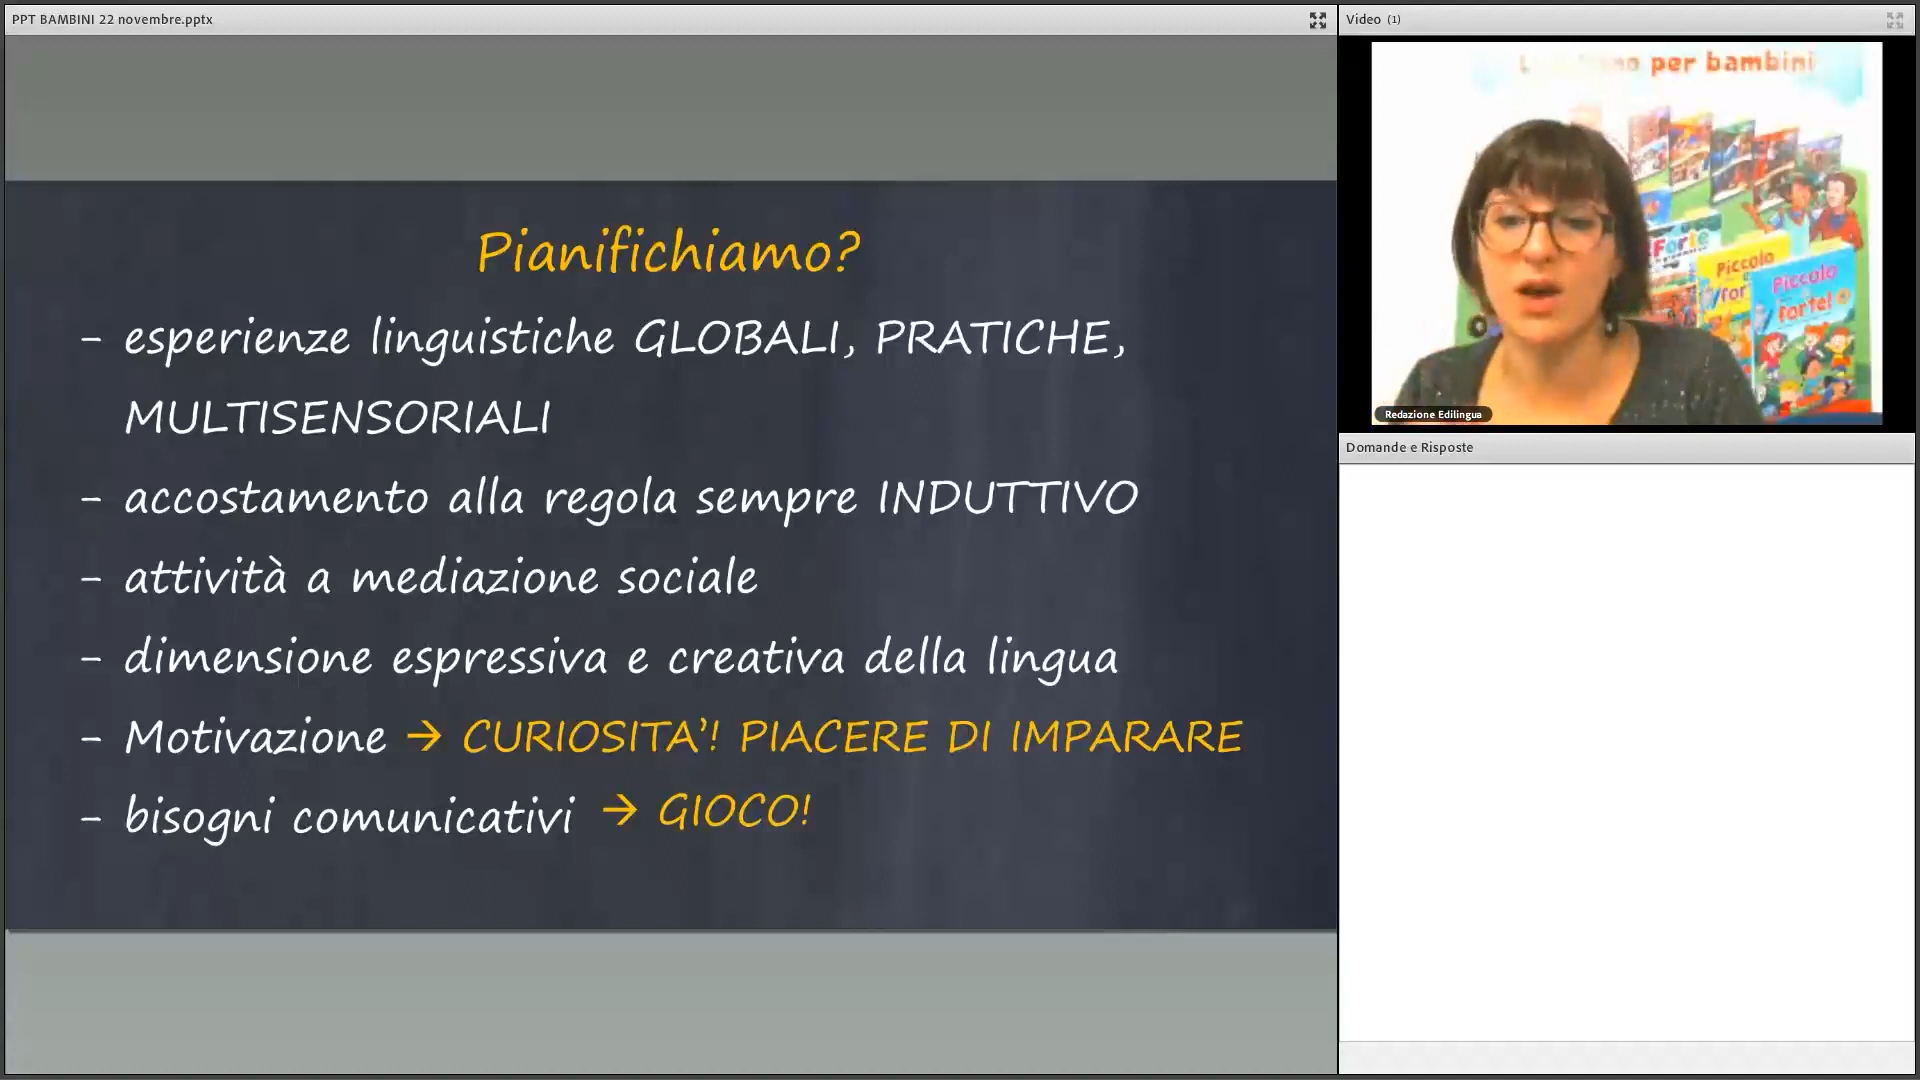 PPT BAMBINI 22 novembre.pptx
Pianifichiamo?
- esperienze linguistiche GLOBALI, PRATICHE,
MULTISENSORIALI
- accostamento alla regola sempre INDUTTIVO
- attività a mediazione sociale
- dimensione espressiva e creativa della lingua
- Motivazione → CURIOSITA’! PIACERE DI IMPARARE
- bisogni comunicativi → GIOCO!
Video (1)
per bambini
Forte
Piccolo
Piccolo
forte!
Redazione Edilingua
Domande e Risposte